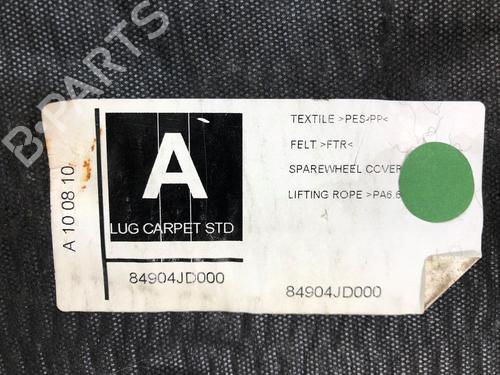 B-PARTS
A 10 08 10
A
LUG CARPET STD
84904JD000
TEXTILE >PES-PP<
FELT >FTR<
SPAREWHEEL COVER
LIFTING ROPE >PA6.6
84904JD000